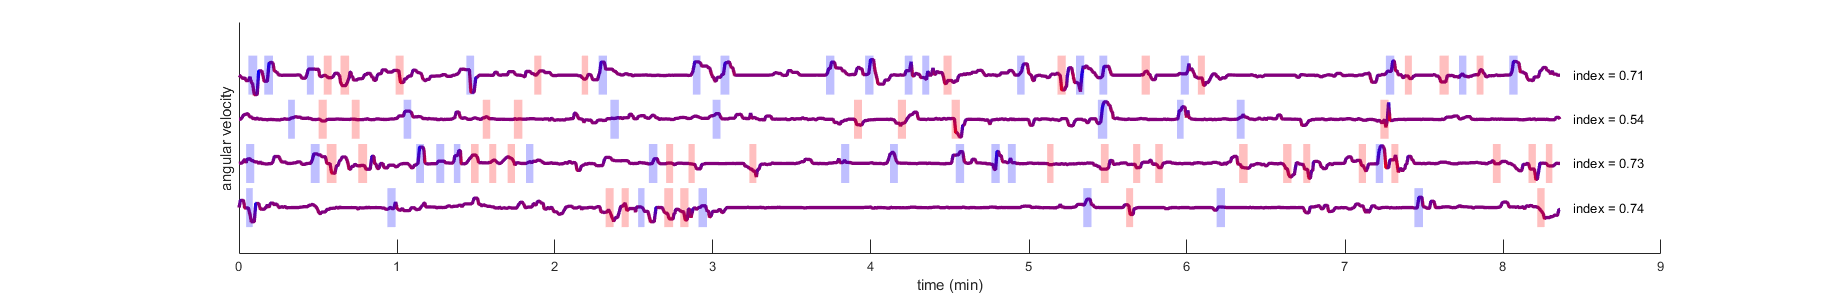 index = 0.71
index = 0.54
index = 0.73
index = 0.74
angular velocity
0 1 2 3 4 5 6 7 8 9
time (min)